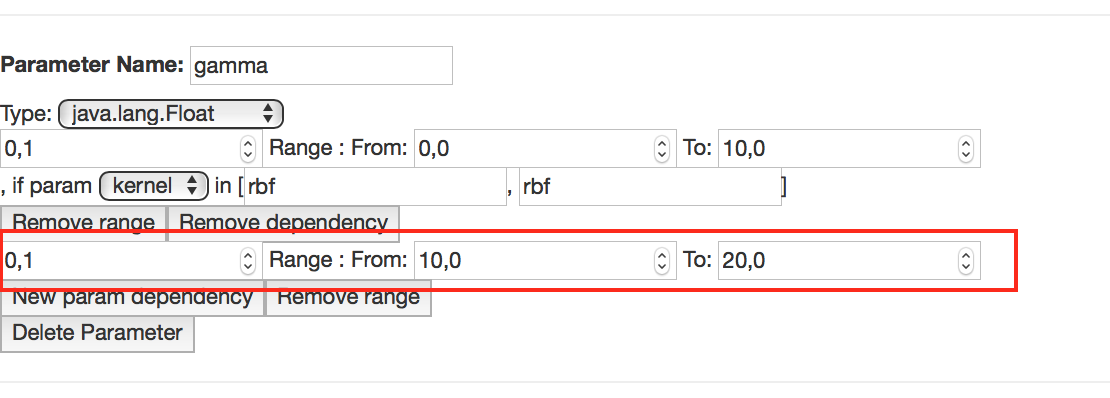 Parameter Name: gamma
Type: java.lang.Float
0,1 Range : From: 0,0 To: 10,0
, if param kernel in [ rbf , rbf ]
Remove range Remove dependency
0,1 Range : From: 10,0 To: 20,0
New param dependency Remove range
Delete Parameter